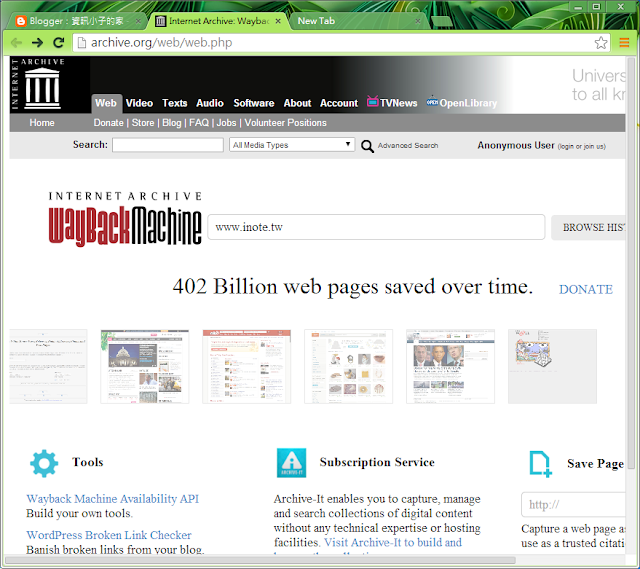 Blogger : 資訊小子的家 -
Internet Archive: Wayba
New Tab
archive.org/web/web.php
INTERNET ARCHIVE
Univers
to all kn
Web Video Texts Audio Software About Account TVNews OpenLibrary
Home Donate | Store | Blog | FAQ | Jobs | Volunteer Positions
Search: All Media Types Advanced Search Anonymous User (login or join us)
INTERNET ARCHIVE
WayBackMachine
www.inote.tw
BROWSE HIS
402 Billion web pages saved over time. DONATE
Tools
Wayback Machine Availability API
Build your own tools.
WordPress Broken Link Checker
Banish broken links from your blog.
ARCHIVE-IT
Subscription Service
Archive-It enables you to capture, manage
and search collections of digital content
without any technical expertise or hosting
facilities. Visit Archive-It to build and
Save Page
http://
Capture a web page as
use as a trusted citatio